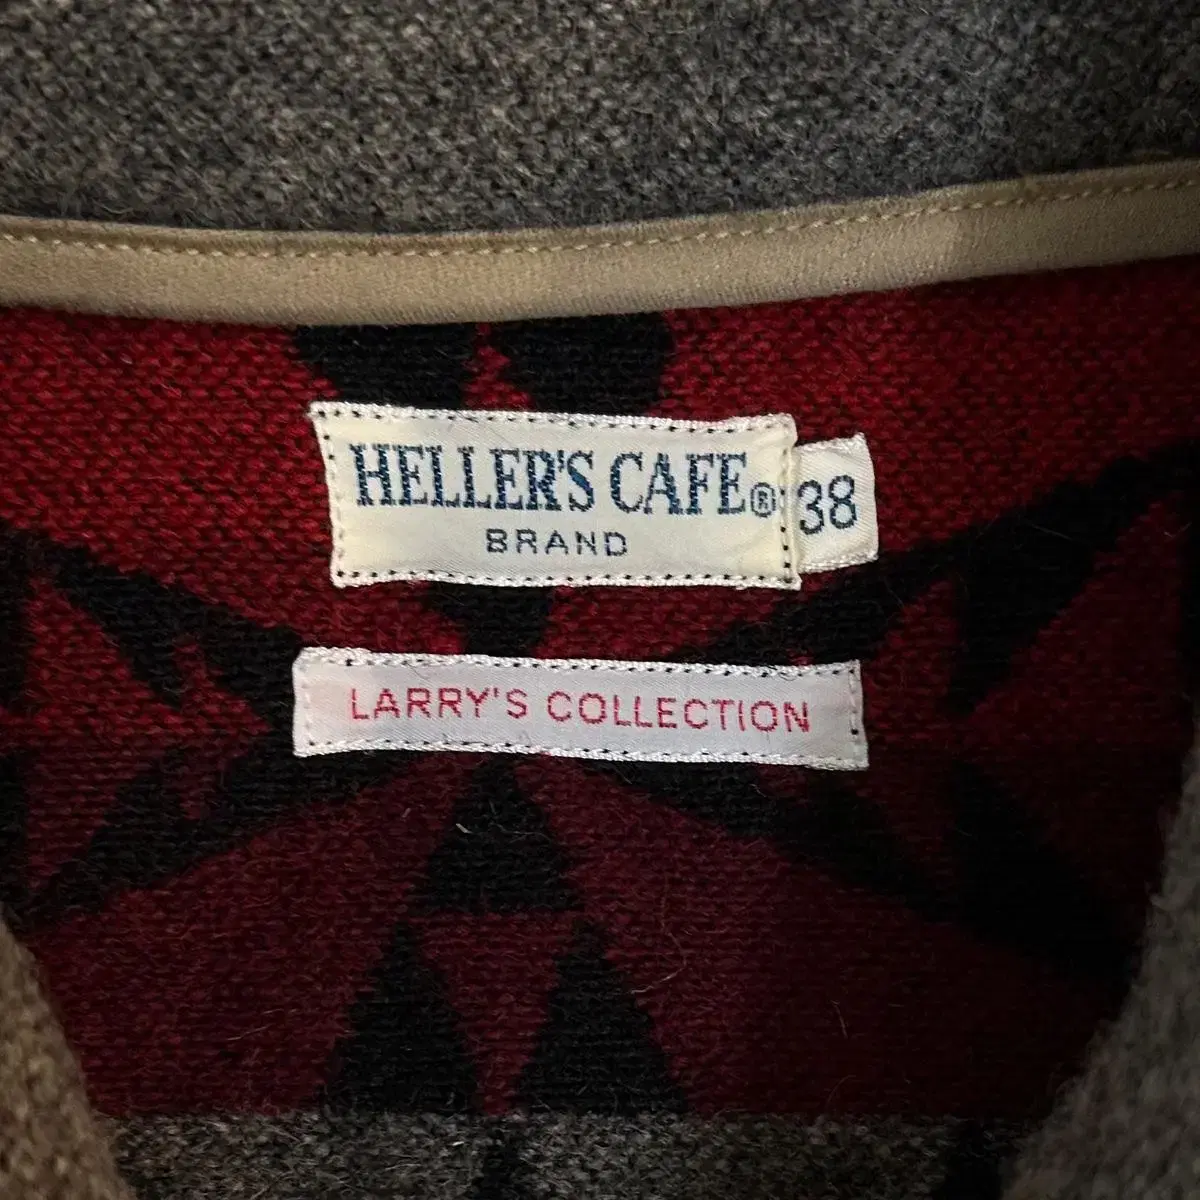 HELLER'S CAFE® 38
BRAND
LARRY'S COLLECTION